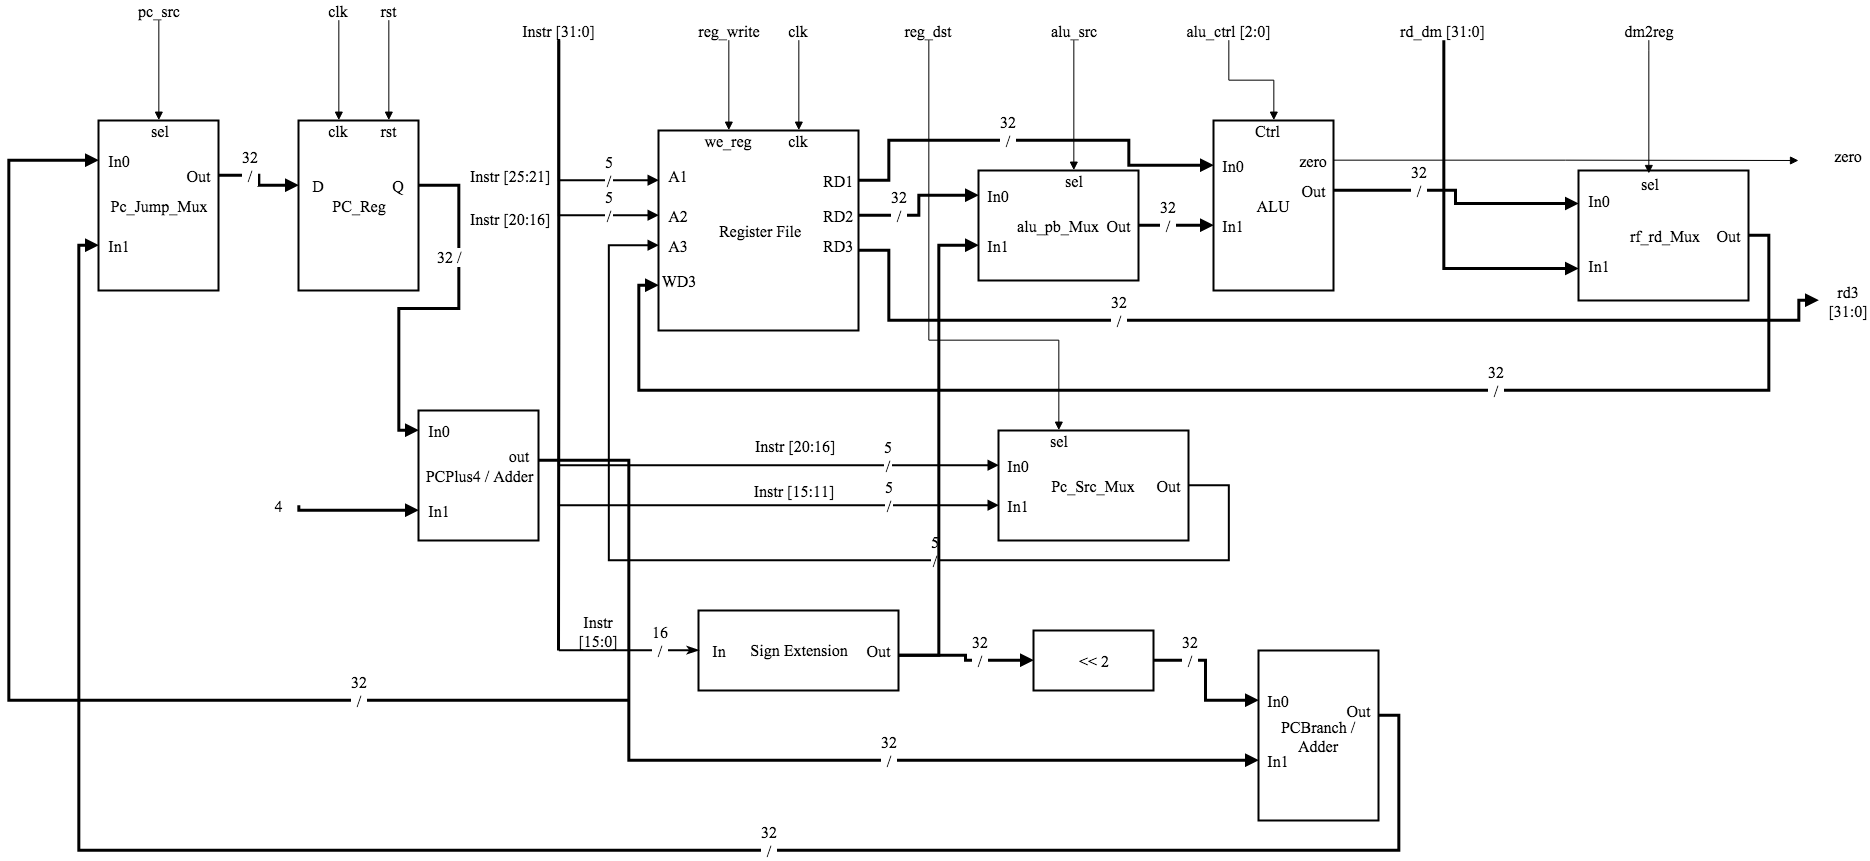 pc_src
clk
rst
Instr [31:0]
reg_write
clk
reg_dst
alu_src
alu_ctrl [2:0]
rd_dm [31:0]
dm2reg
sel
In0
Out
Pc_Jump_Mux
In1
32
clk
rst
D
Q
PC_Reg
32
Instr [25:21]
5
Instr [20:16]
5
we_reg
clk
A1
A2
A3
WD3
Register File
RD1
RD2
RD3
32
32
sel
In0
alu_pb_Mux
Out
In1
32
Ctrl
In0
zero
Out
ALU
In1
zero
32
sel
In0
rf_rd_Mux
Out
In1
rd3
[31:0]
32
32
In0
out
PCPlus4 / Adder
In1
4
Instr [20:16]
5
Instr [15:11]
5
sel
In0
Pc_Src_Mux
Out
In1
5
Instr
[15:0]
16
In
Sign Extension
Out
32
<< 2
32
In0
Out
PCBranch /
Adder
In1
32
32
32